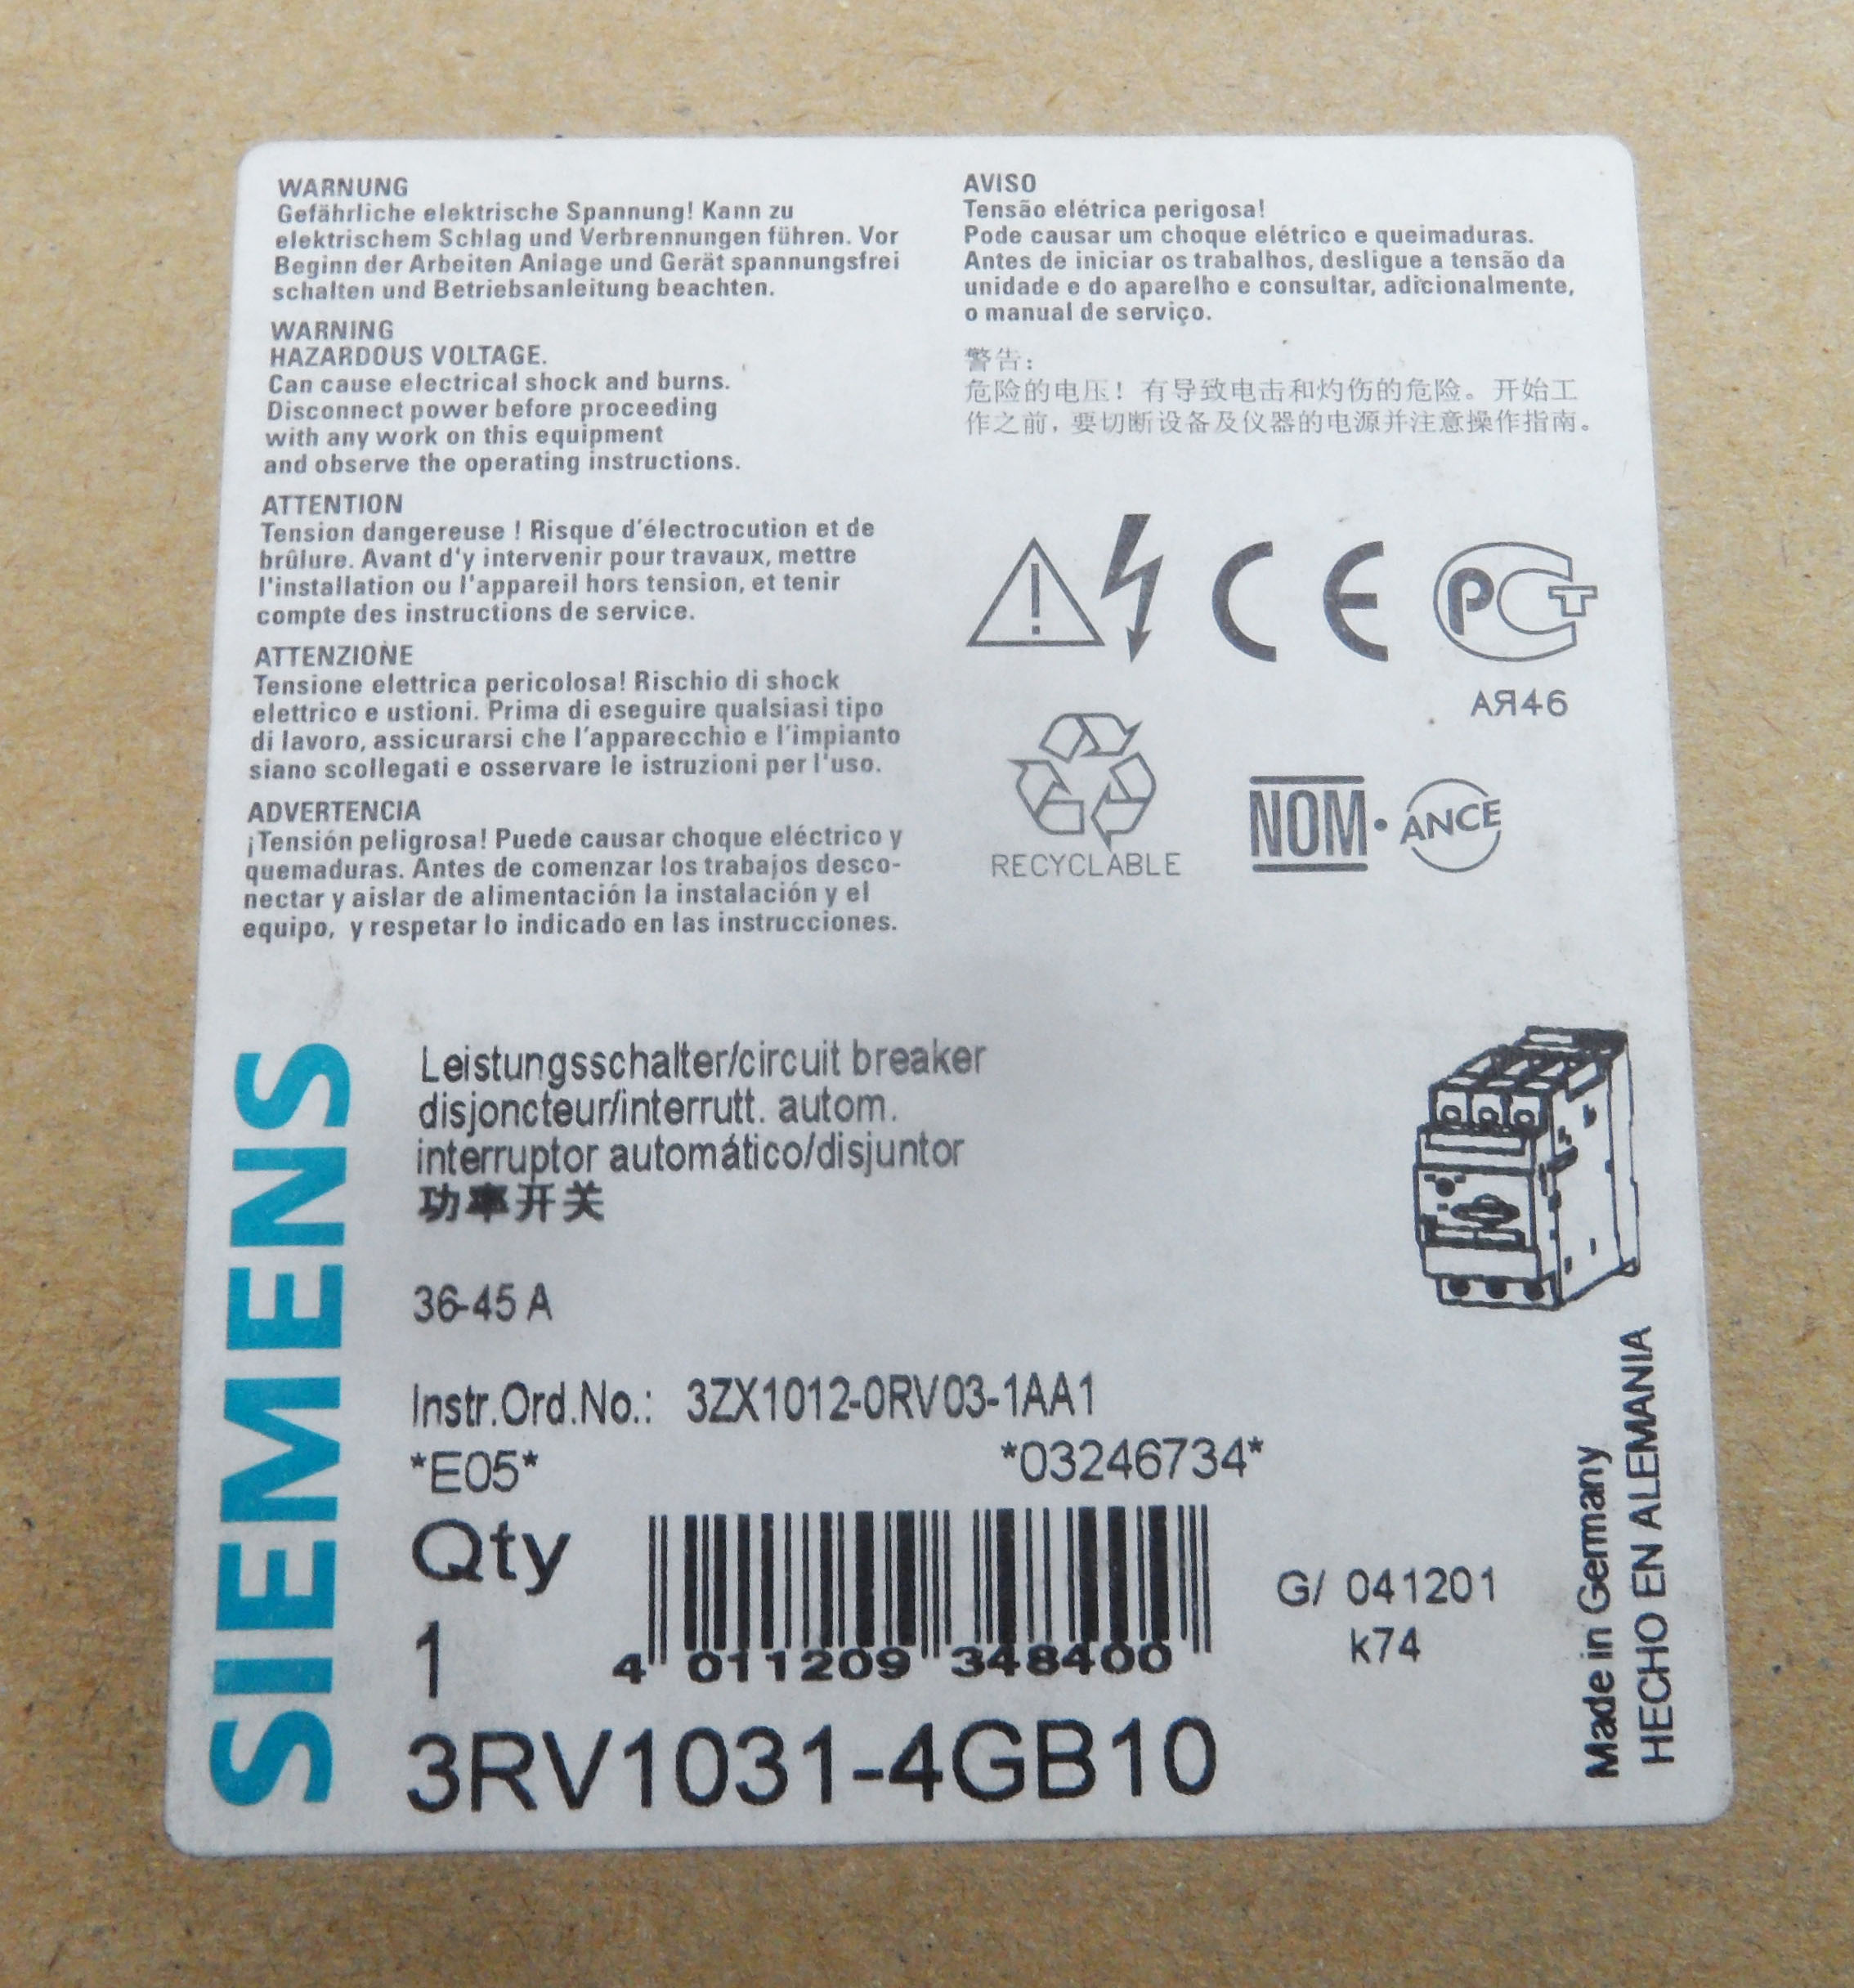 WARNUNG
Gefährliche elektrische Spannung! Kann zu
elektrischem Schlag und Verbrennungen führen. Vor
Beginn der Arbeiten Anlage und Gerät spannungsfrei
schalten und Betriebsanleitung beachten.
WARNING
HAZARDOUS VOLTAGE.
Can cause electrical shock and burns.
Disconnect power before proceeding
with any work on this equipment
and observe the operating instructions.
ATTENTION
Tension dangereuse ! Risque d'électrocution et de
brûlure. Avant d'y intervenir pour travaux, mettre
l'installation ou l'appareil hors tension, et tenir
compte des instructions de service.
ATTENZIONE
Tensione elettrica pericolosa! Rischio di shock
elettrico e ustioni. Prima di eseguire qualsiasi tipo
di lavoro, assicurarsi che l'apparecchio e l'impianto
siano scollegati e osservare le istruzioni per l'uso.
ADVERTENCIA
¡Tensión peligrosa! Puede causar choque eléctrico y
quemaduras. Antes de comenzar los trabajos desco-
nectar y aislar de alimentación la instalación y el
equipo, y respetar lo indicado en las instrucciones.
AVISO
Tensão elétrica perigosa!
Pode causar um choque elétrico e queimaduras.
Antes de iniciar os trabalhos, desligue a tensão da
unidade e do aparelho e consultar, adicionalmente,
o manual de serviço.
警告:
危险的电压! 有导致电击和灼伤的危险。开始工
作之前, 要切断设备及仪器的电源并注意操作指南。
CE PCT
АЯ46
RECYCLABLE
NOM·ANCE
SIEMENS
Leistungsschalter/circuit breaker
disjoncteur/interrutt. autom.
interruptor automático/disjuntor
功率开关
36-45 A
Instr.Ord.No.: 3ZX1012-0RV03-1AA1
*E05* *03246734*
Qty
1
4 011209 348400
G/ 041201
k74
3RV1031-4GB10
Made in Germany
HECHO EN ALEMANIA